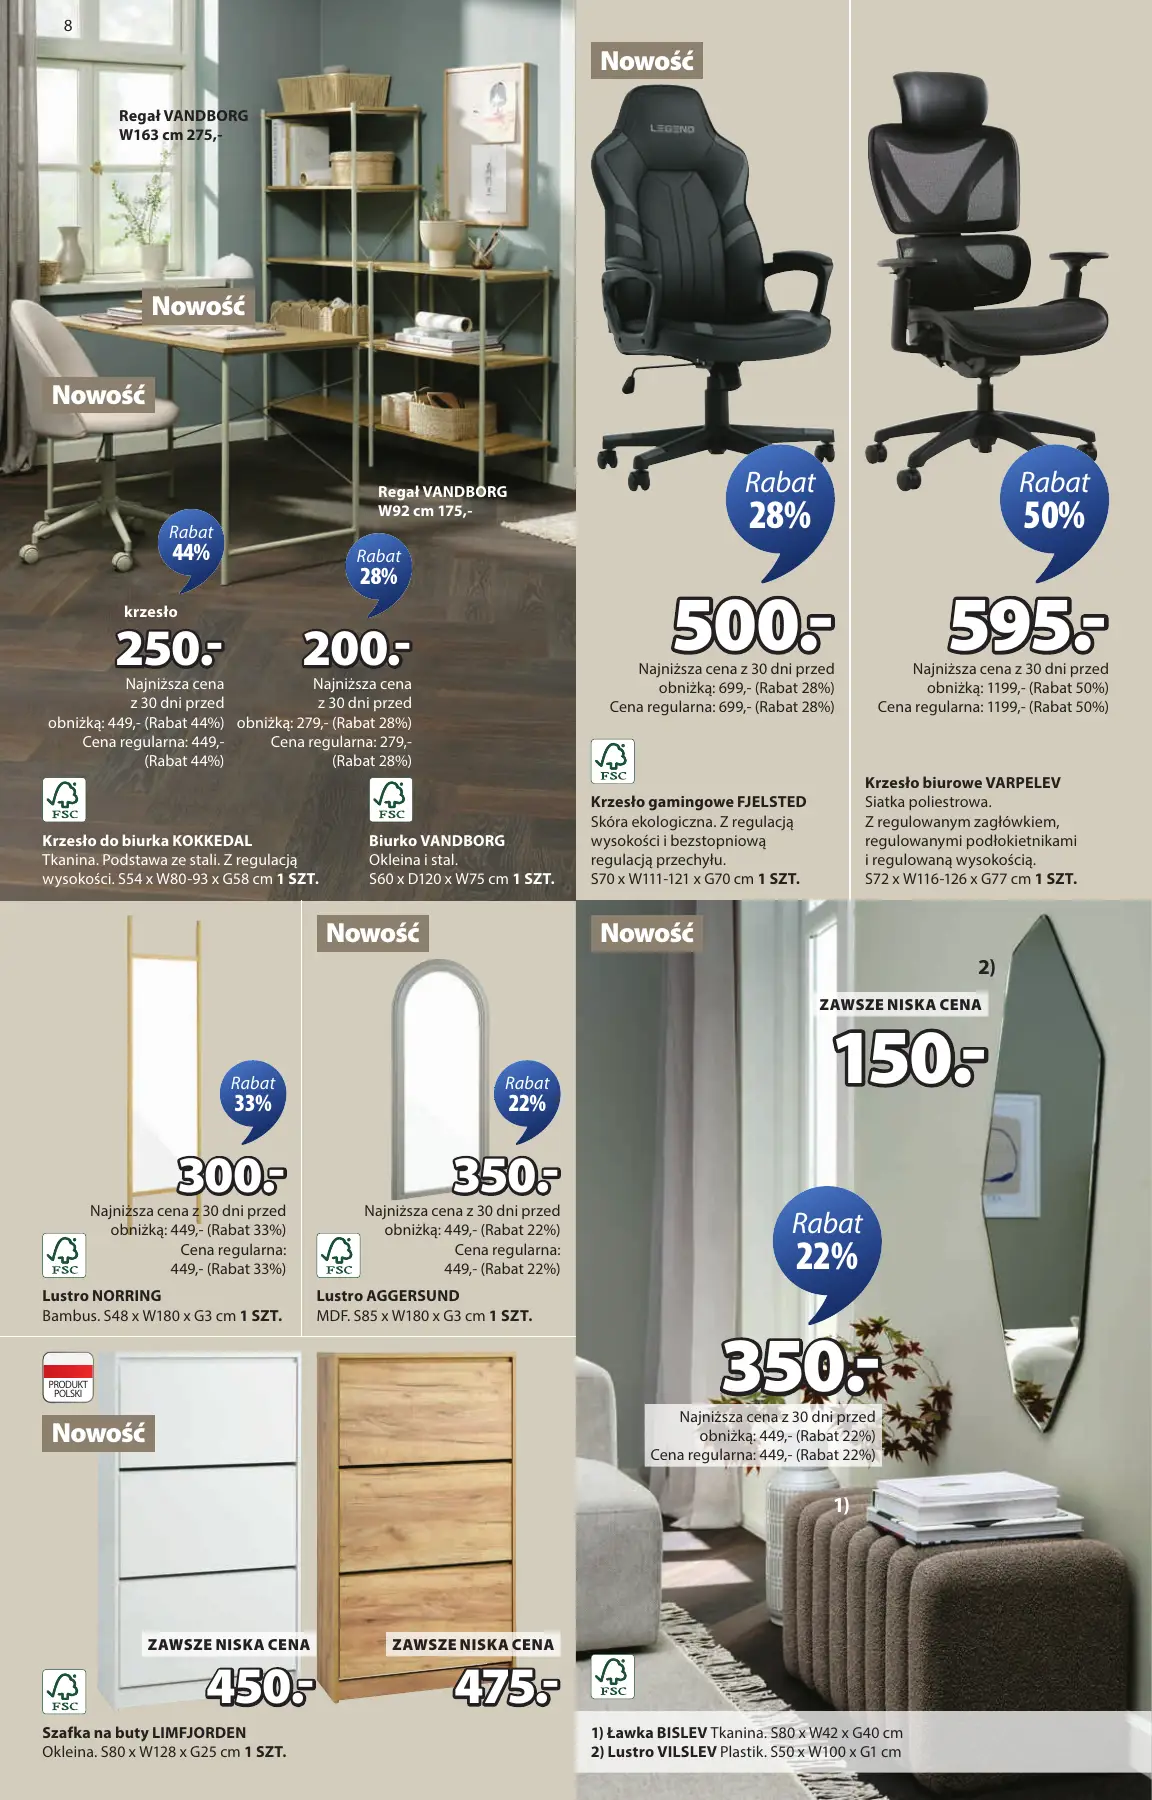 8
Regał VANDBORG
W163 cm 275,-
Nowość
Nowość
Regał VANDBORG
W92 cm 175,-
Rabat
44%
krzesło
250.-
Najniższa cena
z 30 dni przed
obniżką: 449,- (Rabat 44%)
Cena regularna: 449,-
(Rabat 44%)
FSC
Krzesło do biurka KOKKEDAL
Tkanina. Podstawa ze stali. Z regulacją
wysokości. S54 x W80-93 x G58 cm 1 SZT.
Rabat
28%
200.-
Najniższa cena
z 30 dni przed
obniżką: 279,- (Rabat 28%)
Cena regularna: 279,-
(Rabat 28%)
FSC
Biurko VANDBORG
Okleina i stal.
S60 x D120 x W75 cm 1 SZT.
Nowość
LEGEND
Rabat
28%
500.-
Najniższa cena z 30 dni przed
obniżką: 699,- (Rabat 28%)
Cena regularna: 699,- (Rabat 28%)
FSC
Krzesło gamingowe FJELSTED
Skóra ekologiczna. Z regulacją
wysokości i bezstopniową
regulacją przechyłu.
S70 x W111-121 x G70 cm 1 SZT.
Rabat
50%
595.-
Najniższa cena z 30 dni przed
obniżką: 1199,- (Rabat 50%)
Cena regularna: 1199,- (Rabat 50%)
Krzesło biurowe VARPELEV
Siatka poliestrowa.
Z regulowanym zagłówkiem,
regulowanymi podłokietnikami
i regulowaną wysokością.
S72 x W116-126 x G77 cm 1 SZT.
Rabat
33%
300.-
Najniższa cena z 30 dni przed
obniżką: 449,- (Rabat 33%)
Cena regularna:
449,- (Rabat 33%)
FSC
Lustro NORRING
Bambus. S48 x W180 x G3 cm 1 SZT.
Nowość
Rabat
22%
350.-
Najniższa cena z 30 dni przed
obniżką: 449,- (Rabat 22%)
Cena regularna:
449,- (Rabat 22%)
FSC
Lustro AGGERSUND
MDF. S85 x W180 x G3 cm 1 SZT.
PRODUKT
POLSKI
Nowość
ZAWSZE NISKA CENA
450.-
ZAWSZE NISKA CENA
475.-
FSC
Szafka na buty LIMFJORDEN
Okleina. S80 x W128 x G25 cm 1 SZT.
Nowość
2)
ZAWSZE NISKA CENA
150.-
Rabat
22%
350.-
Najniższa cena z 30 dni przed
obniżką: 449,- (Rabat 22%)
Cena regularna: 449,- (Rabat 22%)
1)
FSC
1) Ławka BISLEV Tkanina. S80 x W42 x G40 cm
2) Lustro VILSLEV Plastik. S50 x W100 x G1 cm